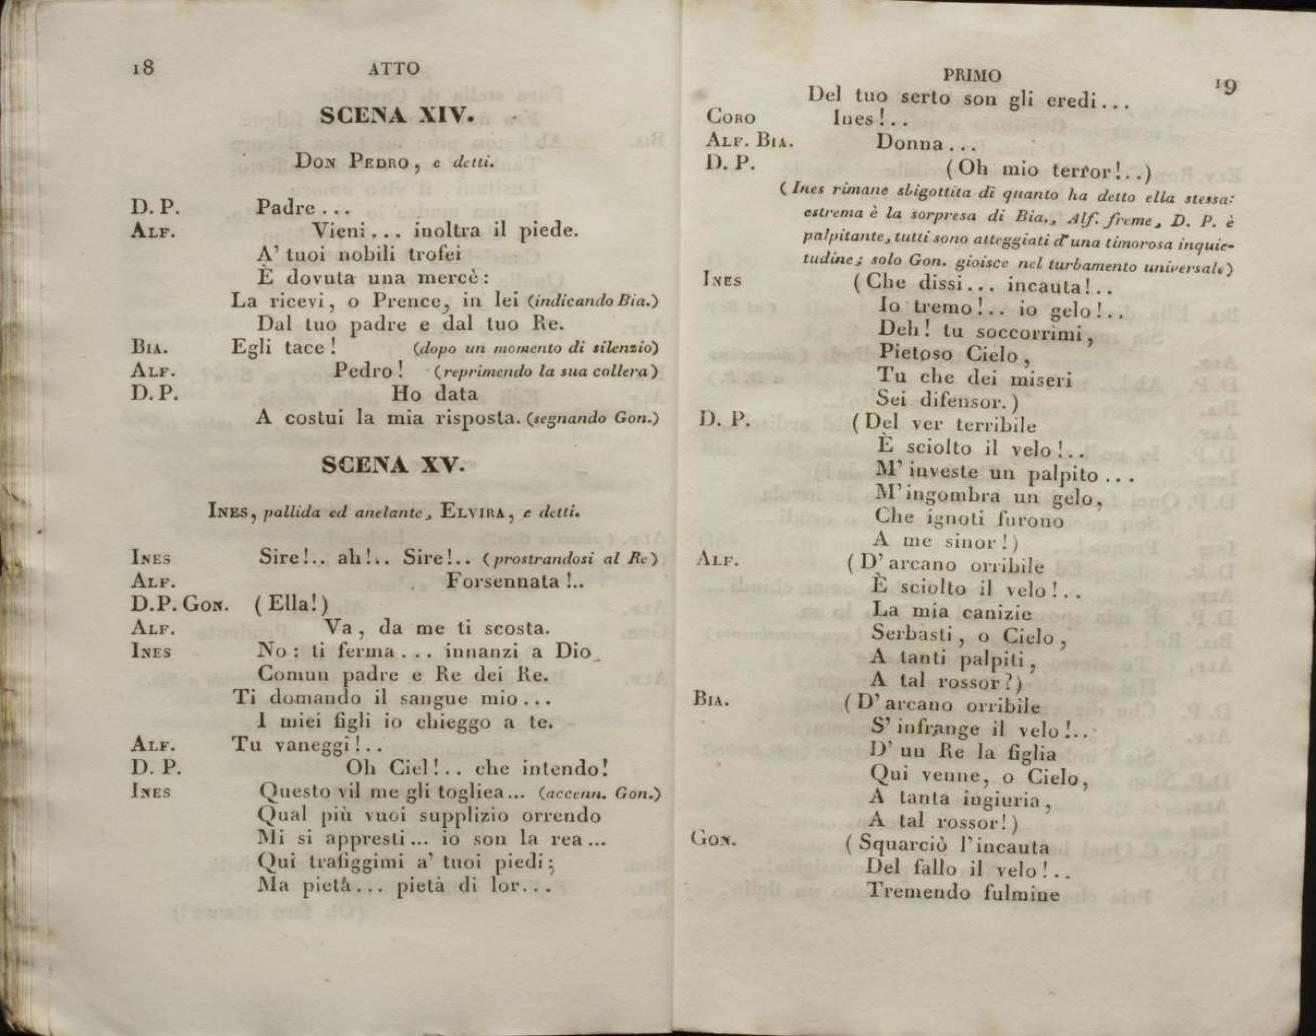 18 ATTO
SCENA XIV.
DON PEDRO, e detti.
D. P. Padre...
ALF. Vieni... inoltra il piede.
A' tuoi nobili trofei
È dovuta una mercè:
La ricevi, o Prence, in lei (indicando Bia.)
Dal tuo padre e dal tuo Re.
BIA. Egli tace! (dopo un momento di silenzio)
ALF. Pedro! (reprimendo la sua collera)
D. P. Ho data
A costui la mia risposta. (segnando Gon.)
SCENA XV.
INES, pallida ed anelante, ELVIRA, e detti.
INES Sire!.. ah!.. Sire!.. (prostrandosi al Re)
ALF. Forsennata!..
D. P. GON. (Ella!)
ALF. Va, da me ti scosta.
INES No: ti ferma... innanzi a Dio
Comun padre e Re dei Re.
Ti domando il sangue mio...
I miei figli io chieggo a te.
ALF. Tu vaneggi!..
D. P. Oh Ciel!.. che intendo!
INES Questo vil me gli togliea... (accenn. Gon.)
Qual più vuoi supplizio orrendo
Mi si appresti... io son la rea...
Qui trafiggimi a' tuoi piedi;
Ma pietà... pietà di lor...
PRIMO 19
Del tuo serto son gli eredi...
CORO Ines!..
ALF. BIA. Donna...
D. P. (Oh mio terror!..)
(Ines rimane sbigottita di quanto ha detto ella stessa:
estrema è la sorpresa di Bia., Alf. freme, D. P. è
palpitante, tutti sono atteggiati d'una timorosa inquie-
tudine; solo Gon. gioisce nel turbamento universale)
INES (Che dissi... incauta!..
Io tremo!.. io gelo!..
Deh! tu soccorrimi,
Pietoso Cielo,
Tu che dei miseri
Sei difensor.)
D. P. (Del ver terribile
È sciolto il velo!..
M' investe un palpito...
M' ingombra un gelo,
Che ignoti furono
A me sinor!)
ALF. (D' arcano orribile
È sciolto il velo!..
La mia canizie
Serbasti, o Cielo,
A tanti palpiti,
A tal rossor?)
BIA. (D' arcano orribile
S' infrange il velo!..
D' un Re la figlia
Qui venne, o Cielo,
A tanta ingiuria,
A tal rossor!)
GON. (Squarciò l' incauta
Del fallo il velo!..
Tremendo fulmine